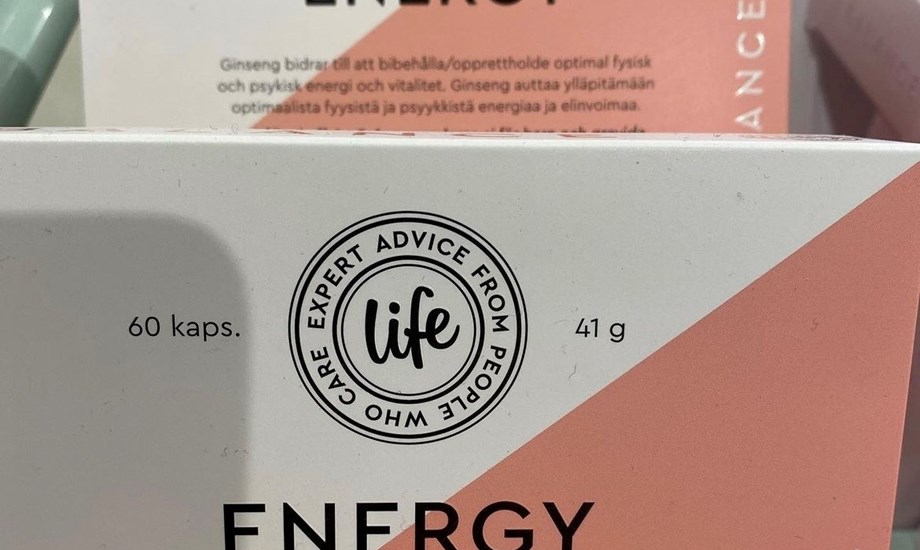 ENERGY
Ginseng bidrar till att bibehålla/opprettholde optimal fysisk
och psykisk energi och vitalitet. Ginseng auttaa ylläpitämään
optimaalista fyysistä ja psyykkistä energiaa ja elinvoimaa.
ANCE
EXPERT ADVICE FROM PEOPLE WHO CARE
life
60 kaps.
41 g
ENERGY